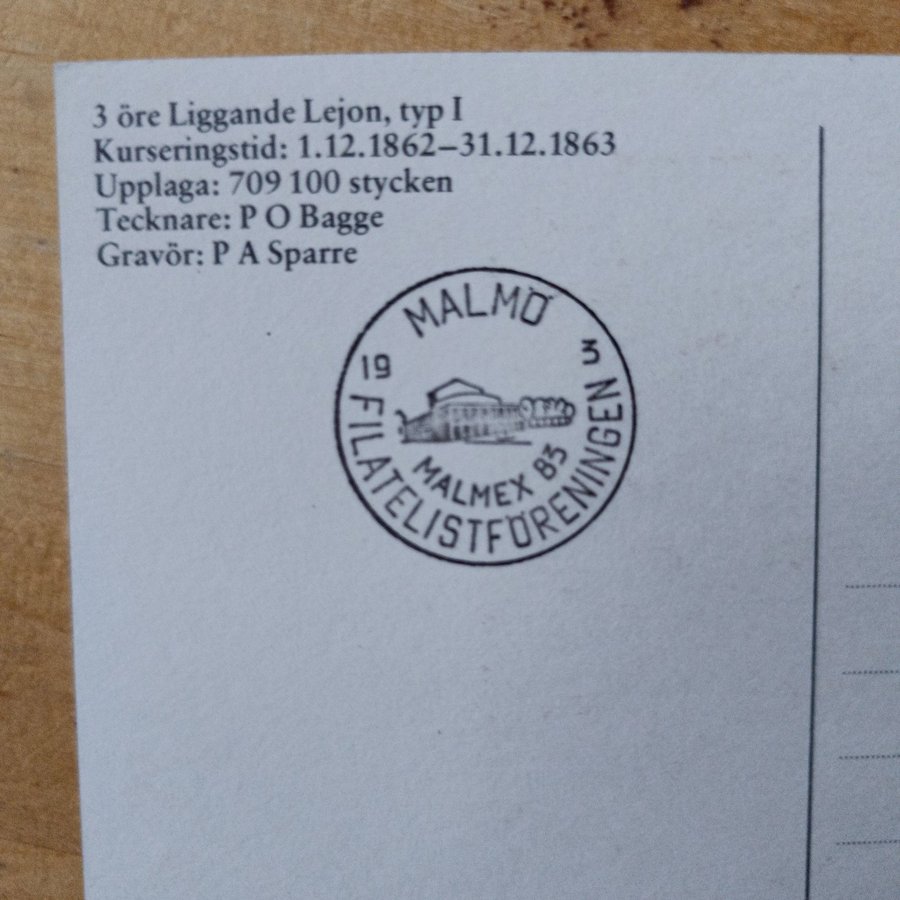 3 öre Liggande Lejon, typ I
Kurseringstid: 1.12.1862–31.12.1863
Upplaga: 709 100 stycken
Tecknare: P O Bagge
Gravör: P A Sparre
MALMÖ
19 3
MALMEX 83
FILATELISTFÖRENINGEN